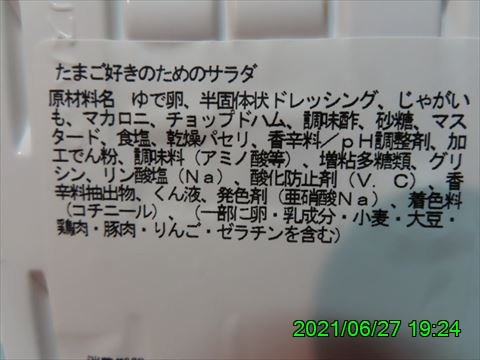 たまご好きのためのサラダ
原材料名 ゆで卵、半固体状ドレッシング、じゃがい
も、マカロニ、チョップドハム、調味酢、砂糖、マス
タード、食塩、乾燥パセリ、香辛料／ｐＨ調整剤、加
工でん粉、調味料（アミノ酸等）、増粘多糖類、グリ
シン、リン酸塩（Ｎａ）、酸化防止剤（Ｖ．Ｃ）、香
辛料抽出物、くん液、発色剤（亜硝酸Ｎａ）、着色料
（コチニール）、（一部に卵・乳成分・小麦・大豆・
鶏肉・豚肉・りんご・ゼラチンを含む）
2021/06/27 19:24